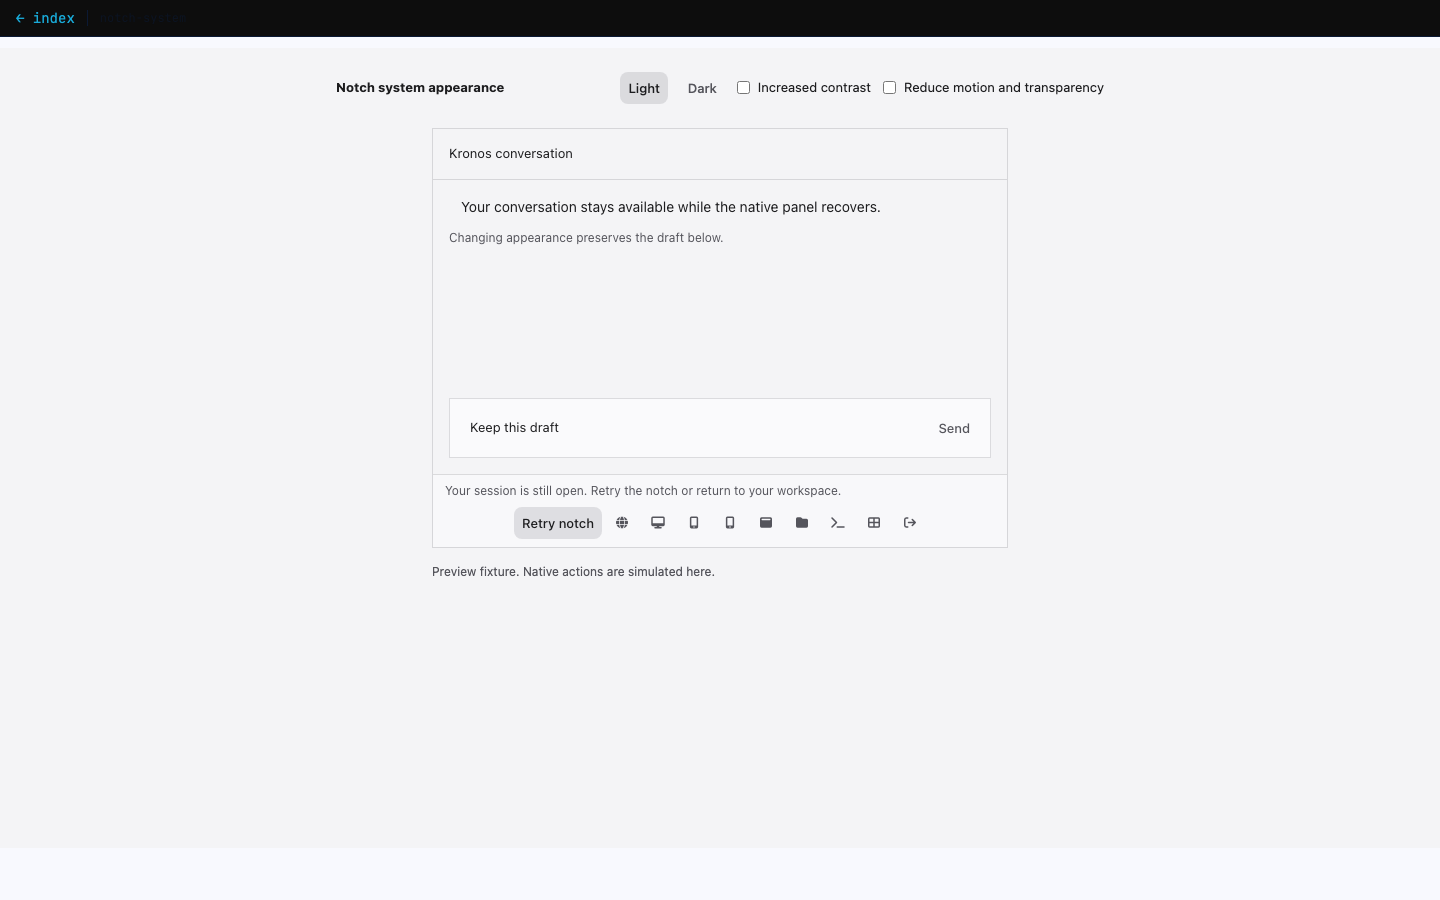 ← index notch system
Notch system appearance Light Dark Increased contrast Reduce motion and transparency
Kronos conversation
Your conversation stays available while the native panel recovers.
Changing appearance preserves the draft below.
Keep this draft Send
Your session is still open. Retry the notch or return to your workspace.
Retry notch
Preview fixture. Native actions are simulated here.